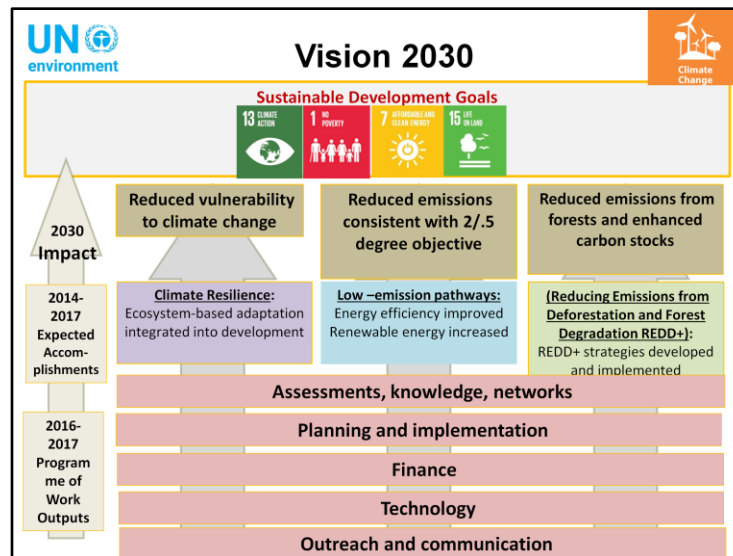 UN
environment
Vision 2030
Climate
Change
Sustainable Development Goals
13 CLIMATE
ACTION
1 NO
POVERTY
7 AFFORDABLE AND
CLEAN ENERGY
15 LIFE
ON LAND
2030
Impact
Reduced vulnerability
to climate change
Reduced emissions
consistent with 2/.5
degree objective
Reduced emissions from
forests and enhanced
carbon stocks
2014-
2017
Expected
Accom-
plishments
Climate Resilience:
Ecosystem-based adaptation
integrated into development
Low –emission pathways:
Energy efficiency improved
Renewable energy increased
(Reducing Emissions from
Deforestation and Forest
Degradation REDD+):
REDD+ strategies developed
and implemented
2016-
2017
Program
me of
Work
Outputs
Assessments, knowledge, networks
Planning and implementation
Finance
Technology
Outreach and communication